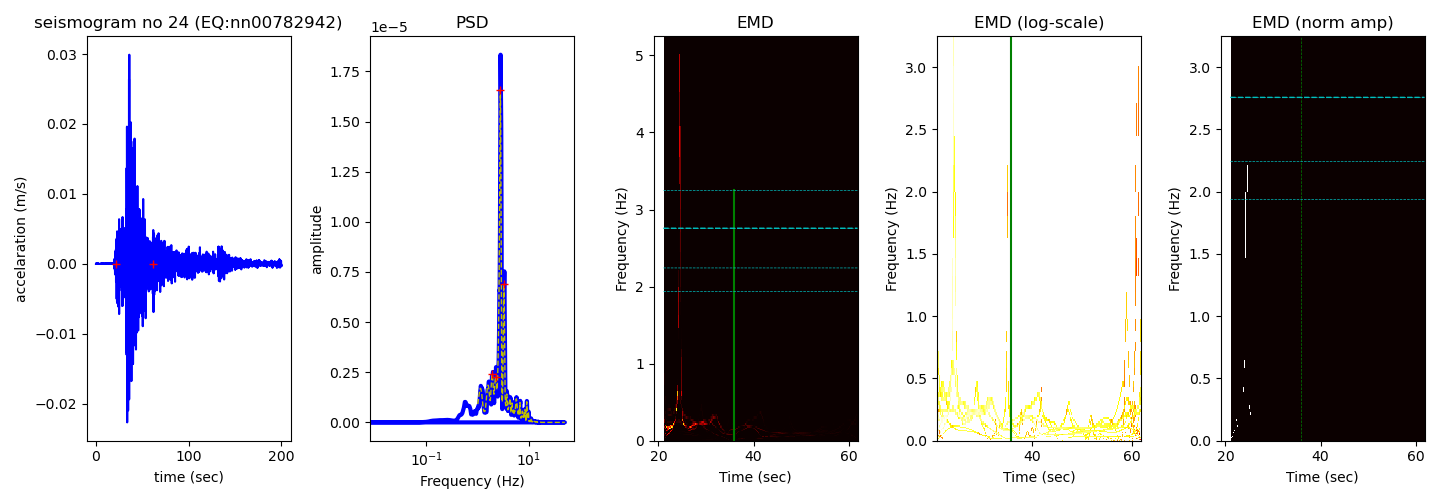 seismogram no 24 (EQ:nn00782942)
accelaration (m/s)
0.03
0.02
0.01
0.00
−0.01
−0.02
0
100
200
time (sec)
PSD
1e−5
amplitude
1.75
1.50
1.25
1.00
0.75
0.50
0.25
0.00
10⁻¹
10¹
Frequency (Hz)
EMD
Frequency (Hz)
5
4
3
2
1
0
20
40
60
Time (sec)
EMD (log-scale)
Frequency (Hz)
3.0
2.5
2.0
1.5
1.0
0.5
0.0
40
60
Time (sec)
EMD (norm amp)
Frequency (Hz)
3.0
2.5
2.0
1.5
1.0
0.5
0.0
20
40
60
Time (sec)